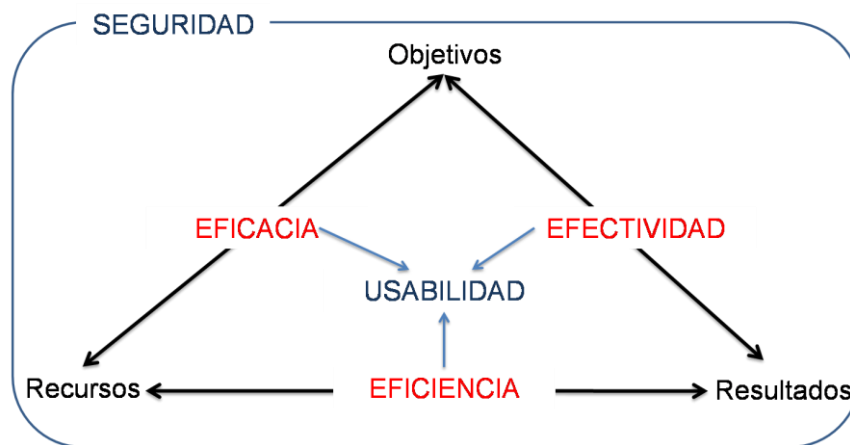 SEGURIDAD
Objetivos
EFICACIA
EFECTIVIDAD
USABILIDAD
Recursos
EFICIENCIA
Resultados